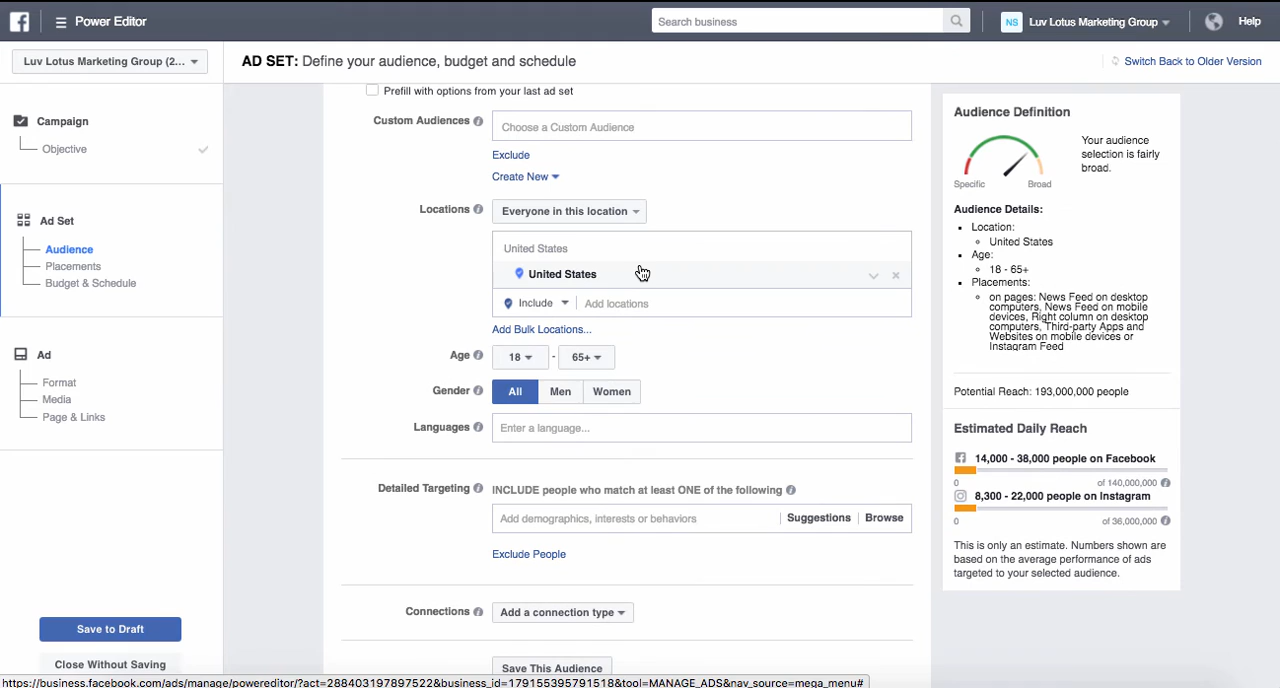 f
Power Editor
Search business
NS
Luv Lotus Marketing Group
Help
Luv Lotus Marketing Group (2...
AD SET: Define your audience, budget and schedule
Switch Back to Older Version
Campaign
Objective
Ad Set
Audience
Placements
Budget & Schedule
Ad
Format
Media
Page & Links
Save to Draft
Close Without Saving
Prefill with options from your last ad set
Custom Audiences
Choose a Custom Audience
Exclude
Create New
Locations
Everyone in this location
United States
United States
Include
Add locations
Add Bulk Locations...
Age
18 - 65+
Gender
All Men Women
Languages
Enter a language...
Detailed Targeting
INCLUDE people who match at least ONE of the following
Add demographics, interests or behaviors
Suggestions
Browse
Exclude People
Connections
Add a connection type
Save This Audience
Audience Definition
Specific
Broad
Your audience
selection is fairly
broad.
Audience Details:
Location:
United States
Age:
18 - 65+
Placements:
on pages: News Feed on desktop
computers, News Feed on mobile
devices, Right column on desktop
computers, Third-party Apps and
Websites on mobile devices or
Instagram Feed
Potential Reach: 193,000,000 people
Estimated Daily Reach
14,000 - 38,000 people on Facebook
0
of 140,000,000
8,300 - 22,000 people on Instagram
0
of 36,000,000
This is only an estimate. Numbers shown are
based on the average performance of ads
targeted to your selected audience.
https://business.facebook.com/ads/manage/powereditor/?act=288403197897522&business_id=179155395791518&tool=MANAGE_ADS&nav_source=mega_menu#